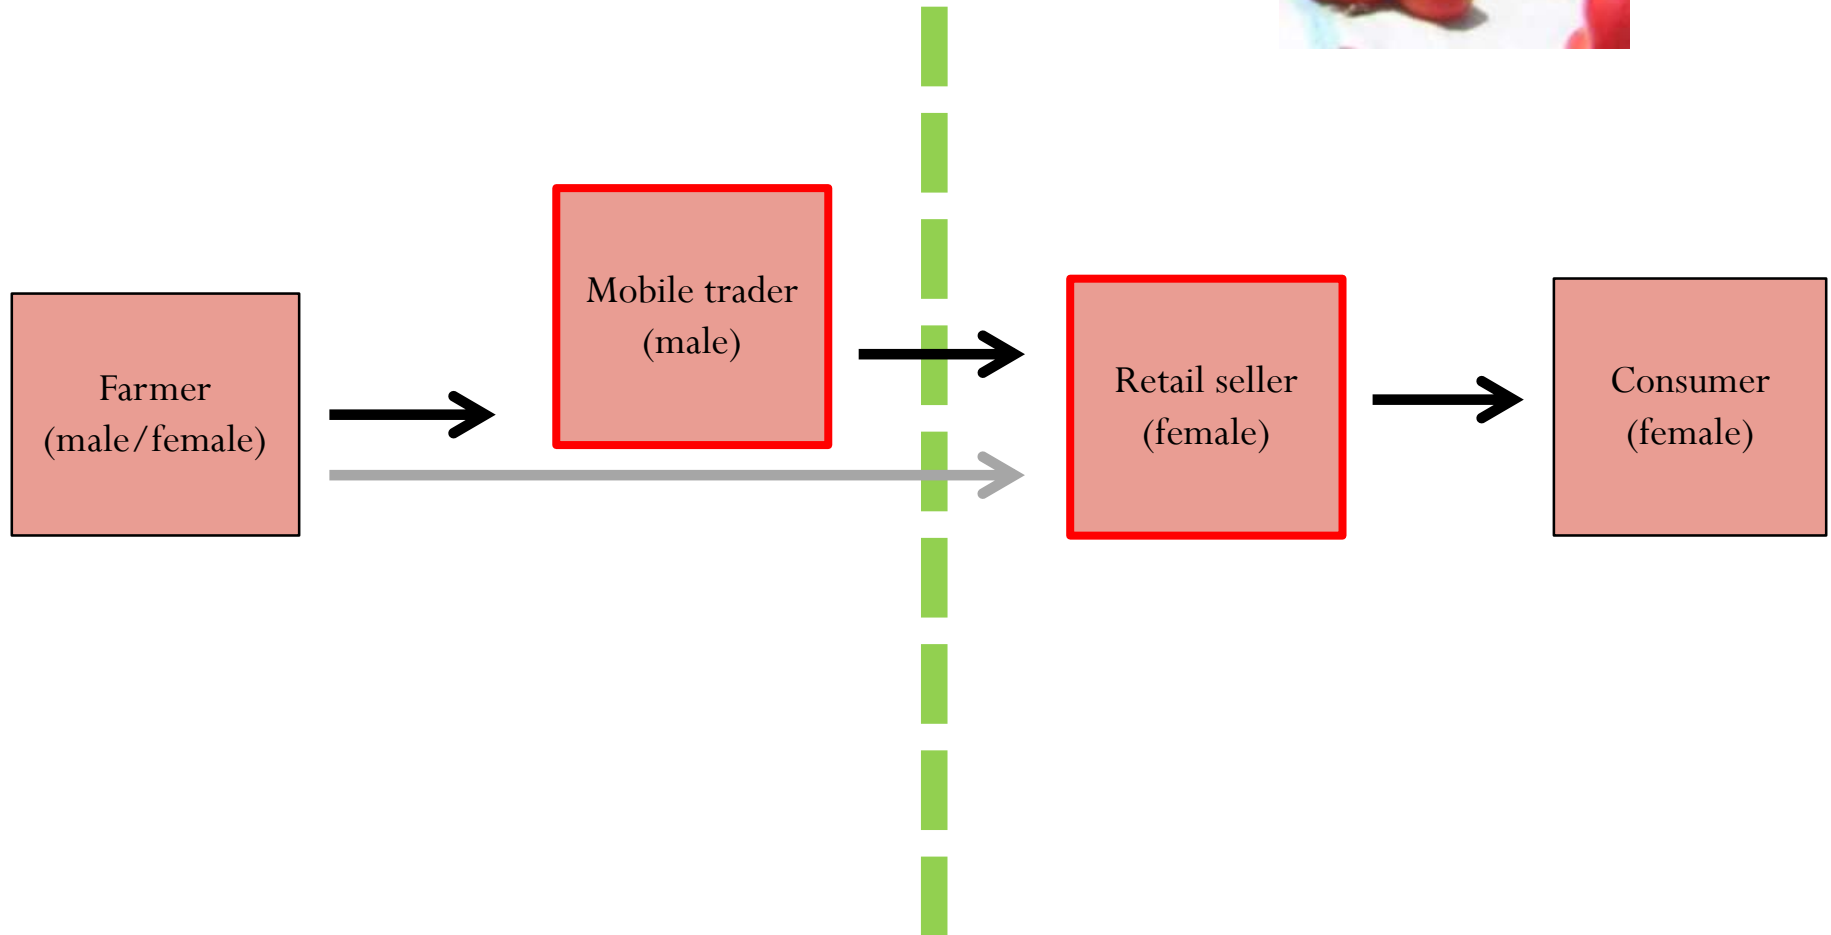 Farmer
(male/female)
Mobile trader
(male)
Retail seller
(female)
Consumer
(female)